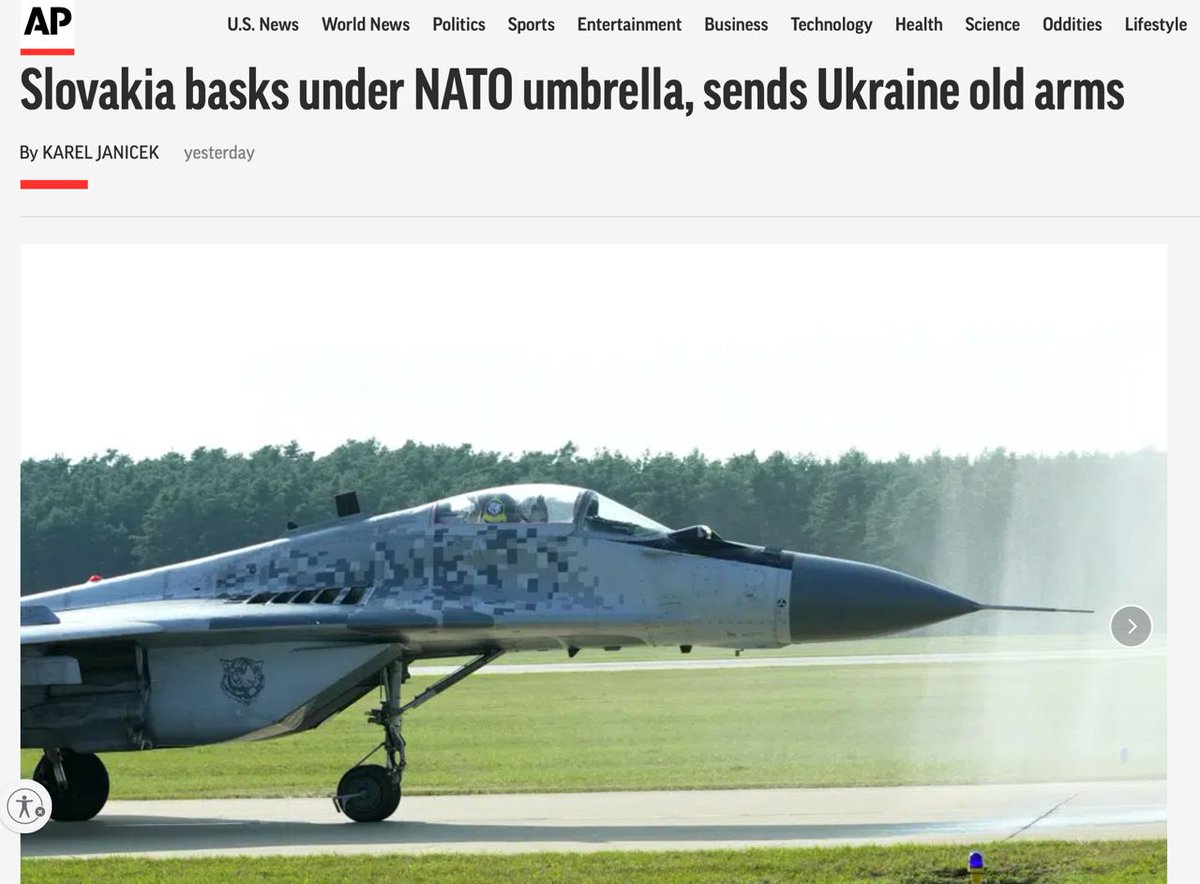 AP
U.S. News World News Politics Sports Entertainment Business Technology Health Science Oddities Lifestyle
Slovakia basks under NATO umbrella, sends Ukraine old arms
By KAREL JANICEK yesterday